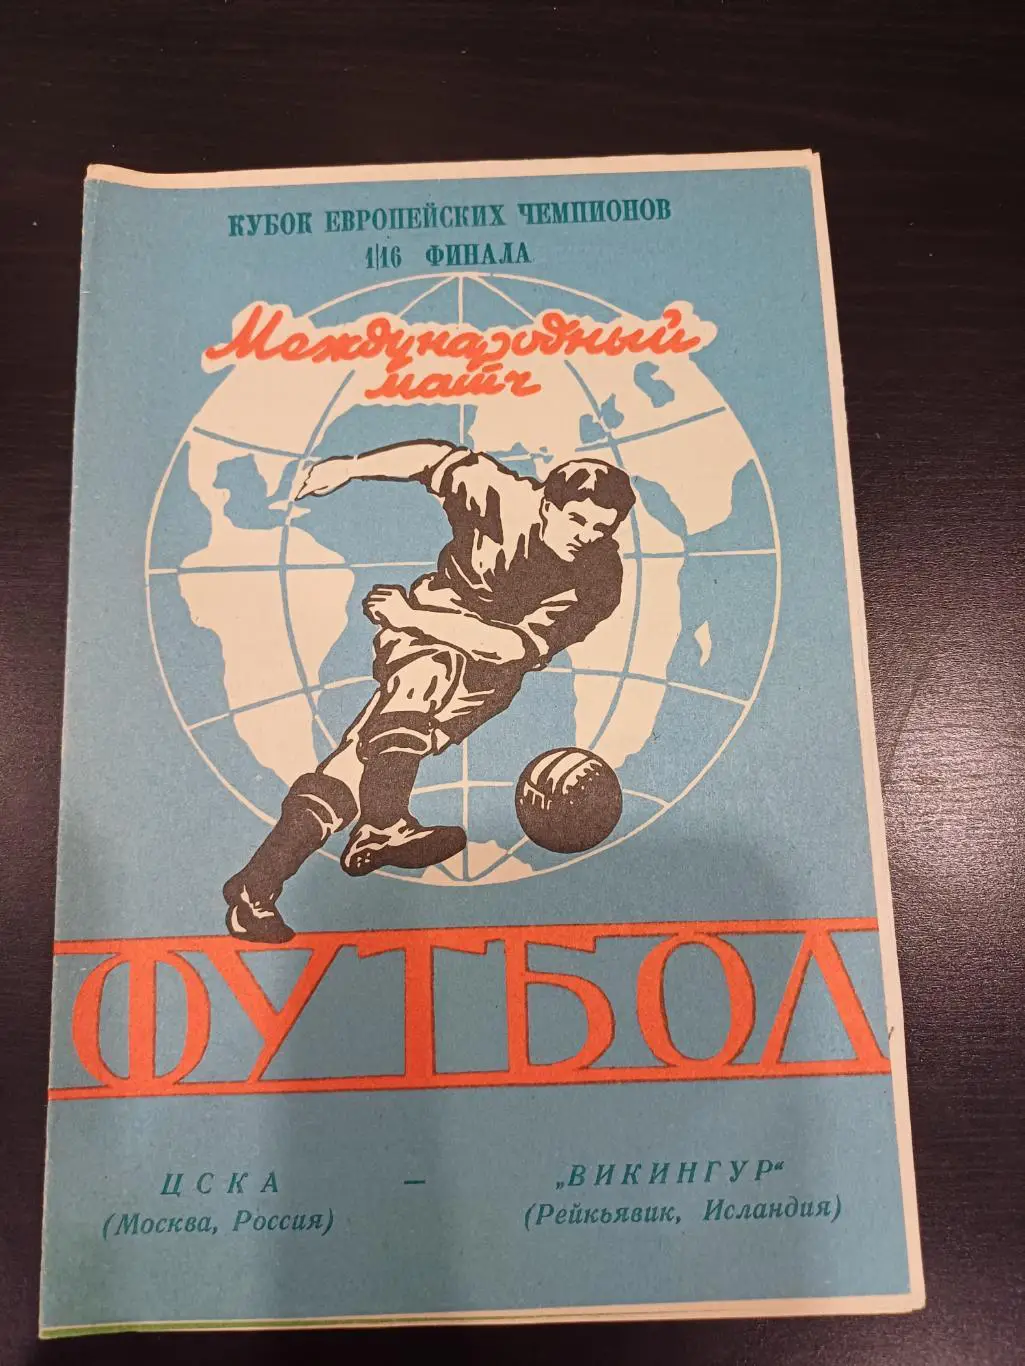 КУБОК ЕВРОПЕЙСКИХ ЧЕМПИОНОВ
1|16 ФИНАЛА
Международный
матч
ФУТБОЛ
ЦСКА — „ВИКИНГУР“
(Москва, Россия) (Рейкьявик, Исландия)